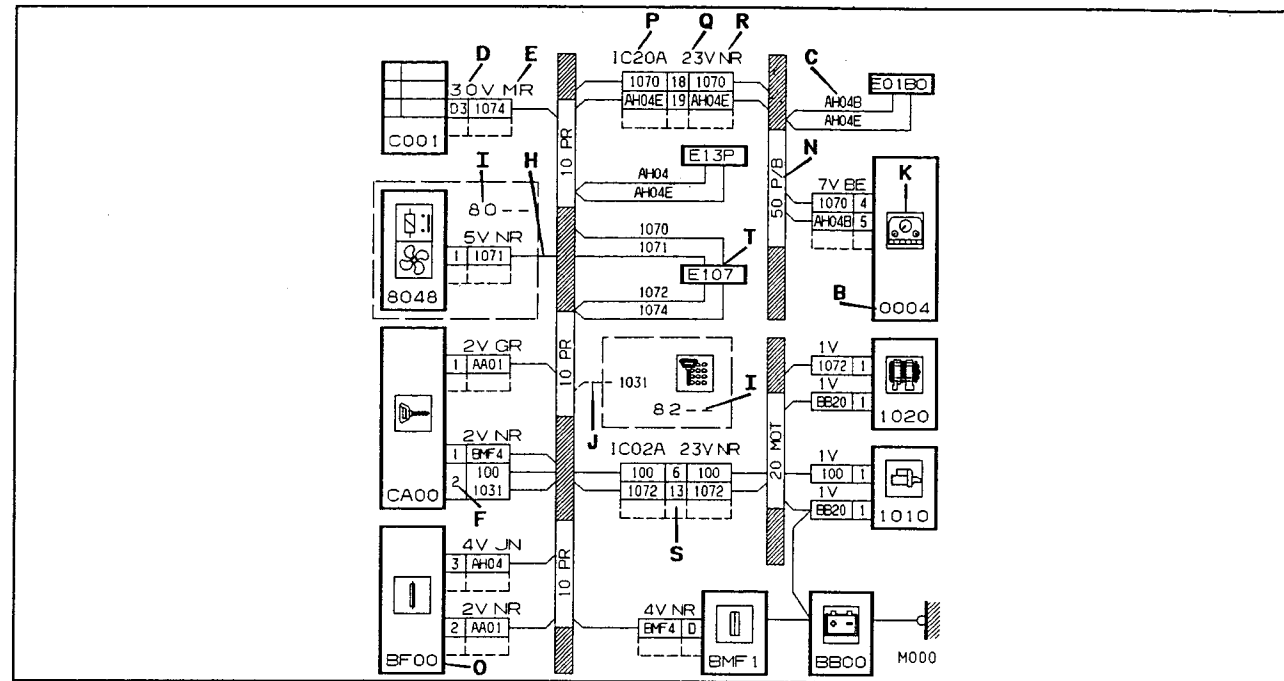 P Q R
D E
1C20A 23V NR
C
1070 18 1070
AH04E 19 AH04E
E01B0
AH04B
AH04E
30V MR
D3 1074
C001
10 PR
E13P
AH04
AH04E
N
50 P/B
K
7V BE
1070 4
AH04B 5
B
0004
I
H
80--
5V NR
1 1071
8048
1070
1071
T
E107
1072
1074
2V GR
1 AA01
10 PR
1031
82--
I
J
1V
1072 1
1V
BB20 1
1020
2V NR
1 BMF4
2 100
1031
CA00
F
1C02A 23V NR
100 6 100
1072 13 1072
S
20 MOT
1V
100 1
1V
BB20 1
1010
4V JN
3 AH04
2V NR
2 AA01
BF00
O
10 PR
4V NR
BMF4 D
BMF1
BB00
M000